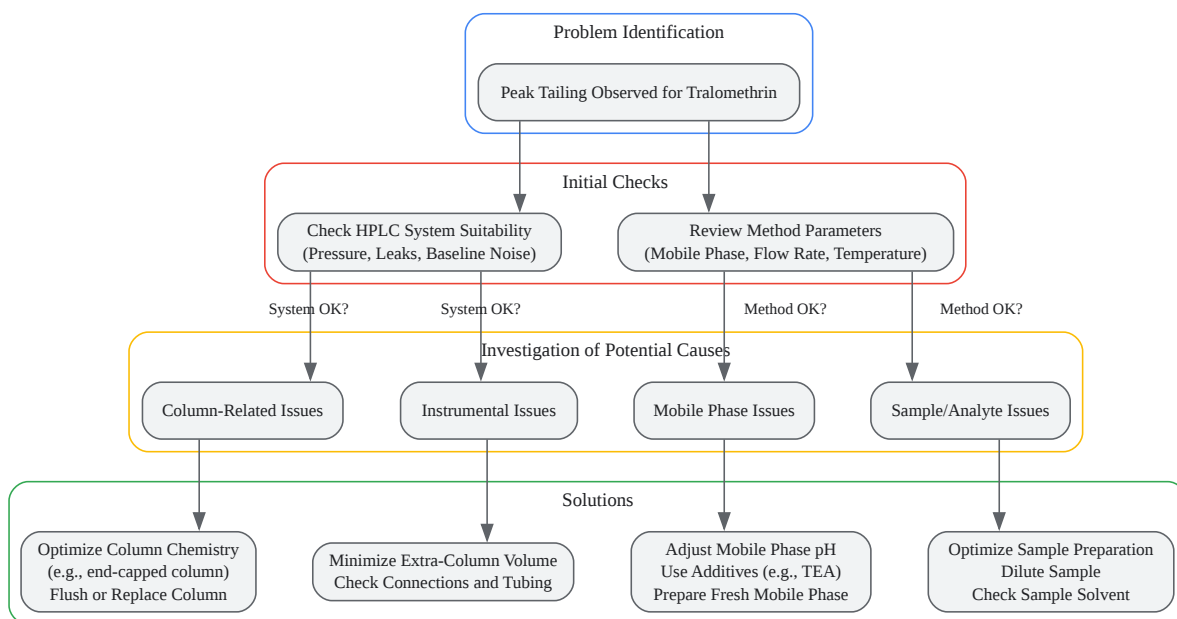 Problem Identification
Peak Tailing Observed for Tralomethrin
Initial Checks
Check HPLC System Suitability
(Pressure, Leaks, Baseline Noise)
Review Method Parameters
(Mobile Phase, Flow Rate, Temperature)
System OK?
System OK?
Method OK?
Method OK?
Investigation of Potential Causes
Column-Related Issues
Instrumental Issues
Mobile Phase Issues
Sample/Analyte Issues
Solutions
Optimize Column Chemistry
(e.g., end-capped column)
Flush or Replace Column
Minimize Extra-Column Volume
Check Connections and Tubing
Adjust Mobile Phase pH
Use Additives (e.g., TEA)
Prepare Fresh Mobile Phase
Optimize Sample Preparation
Dilute Sample
Check Sample Solvent